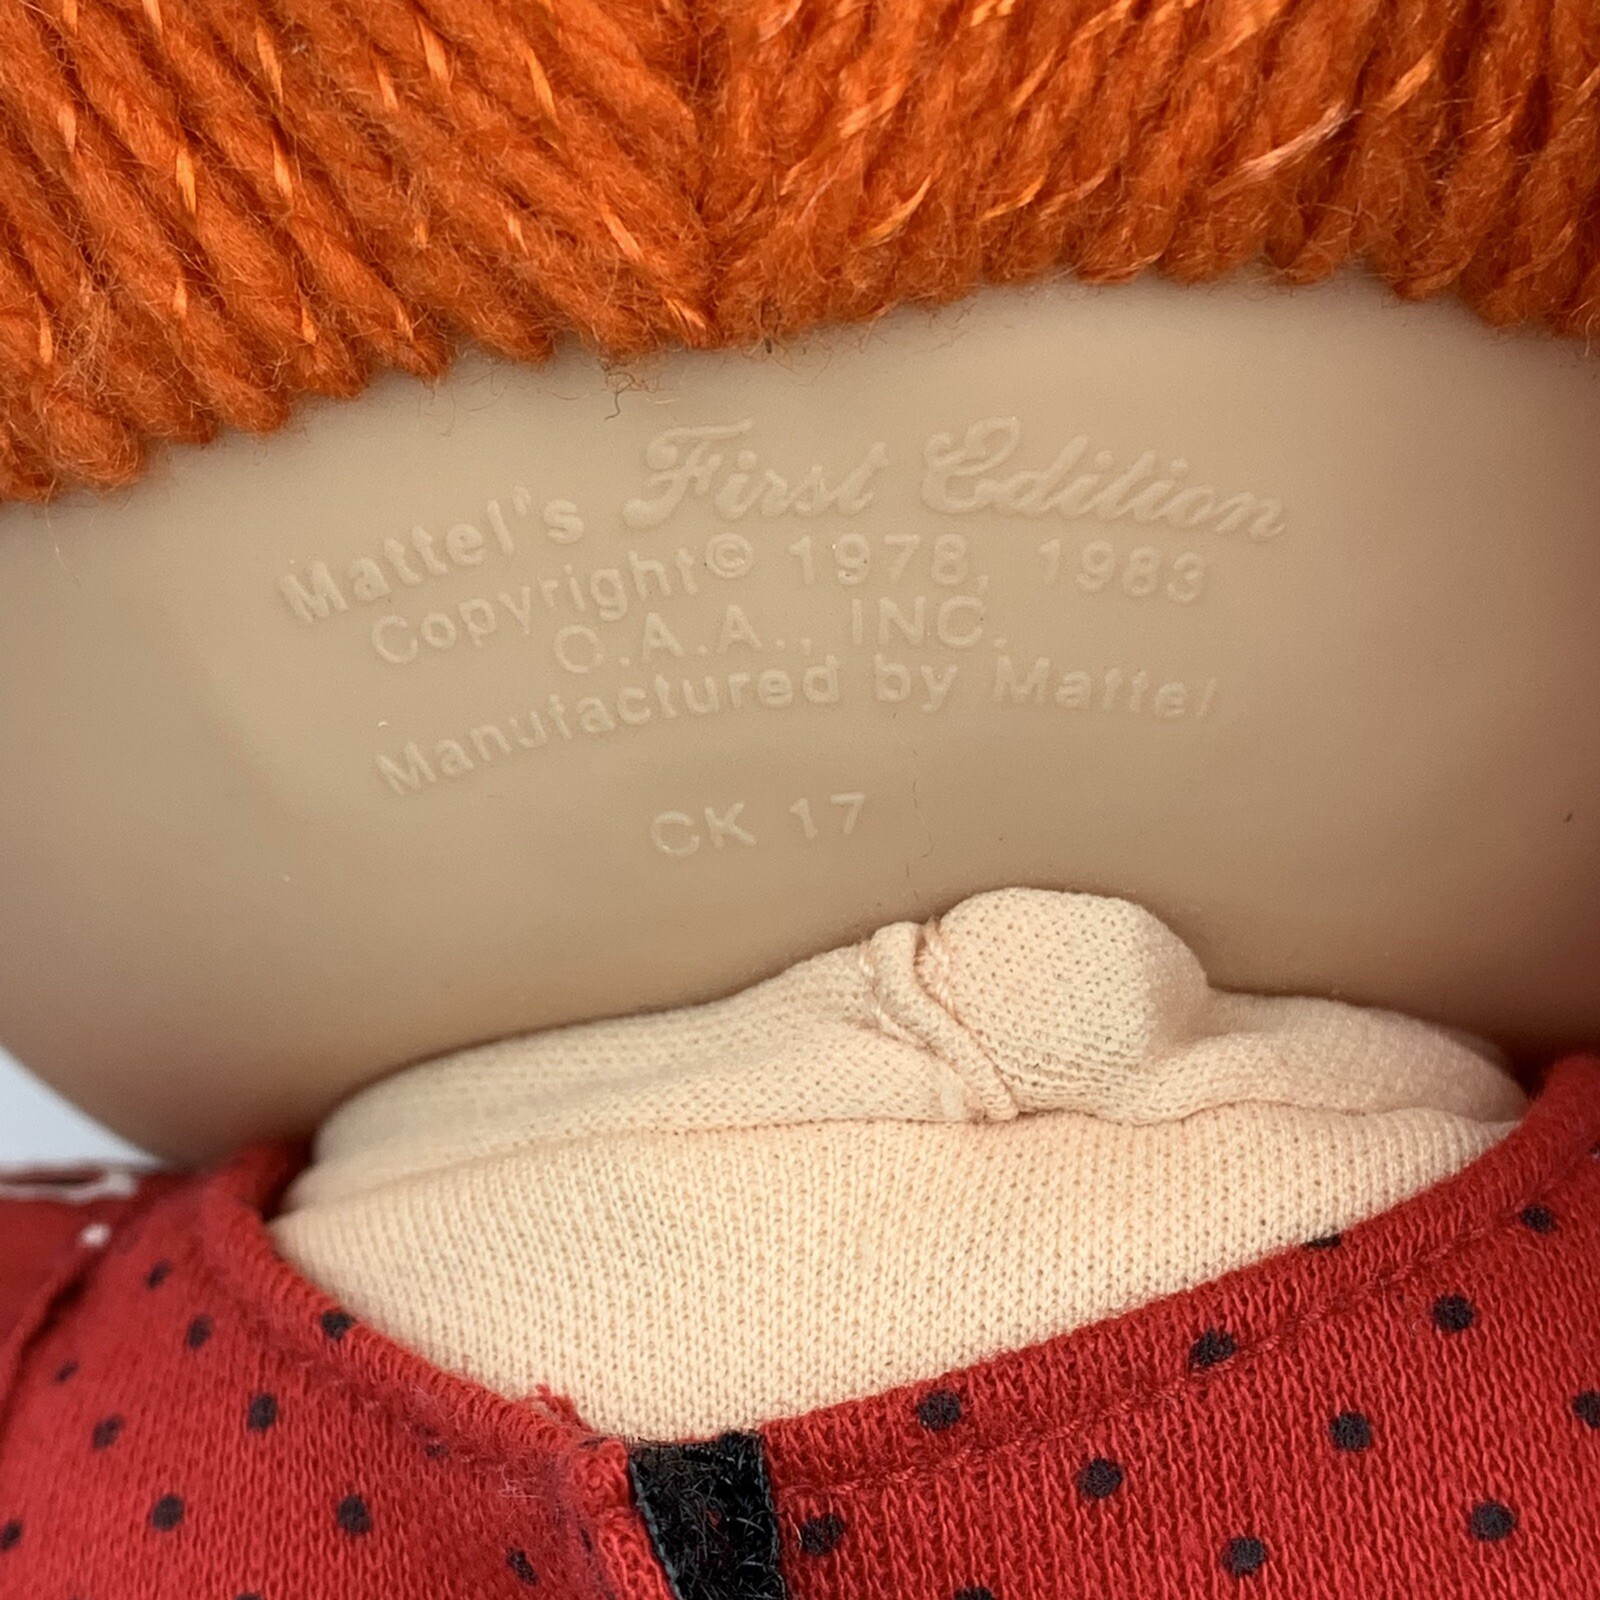 Mattel's First Edition
Copyright© 1978, 1983
O.A.A., INC.
Manufactured by Mattel
CK 17